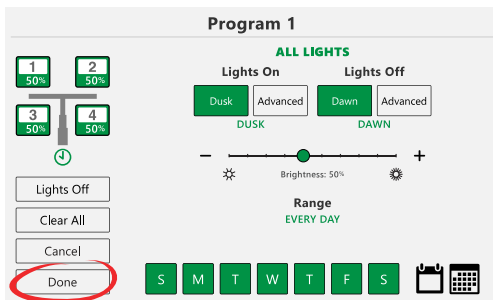 Program 1
ALL LIGHTS
Lights On Lights Off
Dusk Advanced Dawn Advanced
DUSK DAWN
1 2
50% 50%
3 4
50% 50%
− +
Brightness: 50%
Range
EVERY DAY
Lights Off
Clear All
Cancel
Done
S M T W T F S